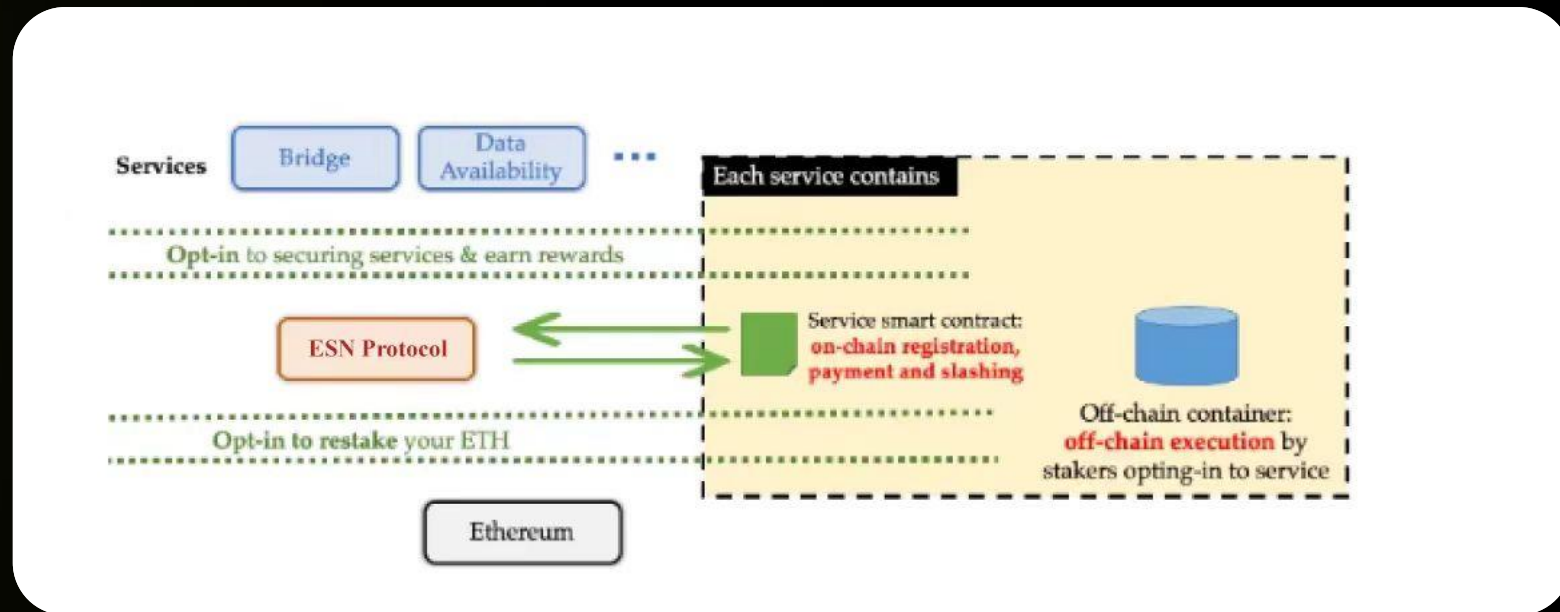 Services
Bridge
Data
Availability
Each service contains
Opt-in to securing services & earn rewards
ESN Protocol
Service smart contract:
on-chain registration,
payment and slashing
Off-chain container:
off-chain execution by
stakers opting-in to service
Opt-in to restake your ETH
Ethereum